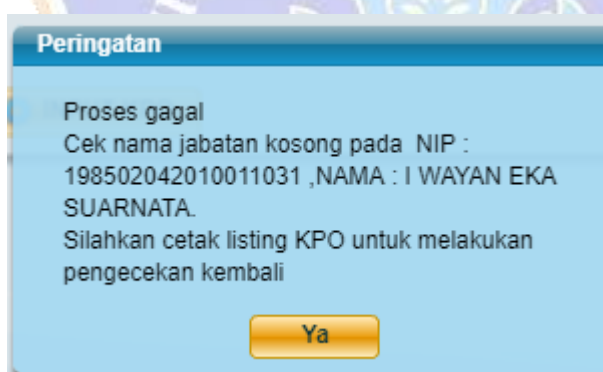 Peringatan
Proses gagal
Cek nama jabatan kosong pada  NIP :
198502042010011031 ,NAMA : I WAYAN EKA
SUARNATA.
Silahkan cetak listing KPO untuk melakukan
pengecekan kembali
Ya